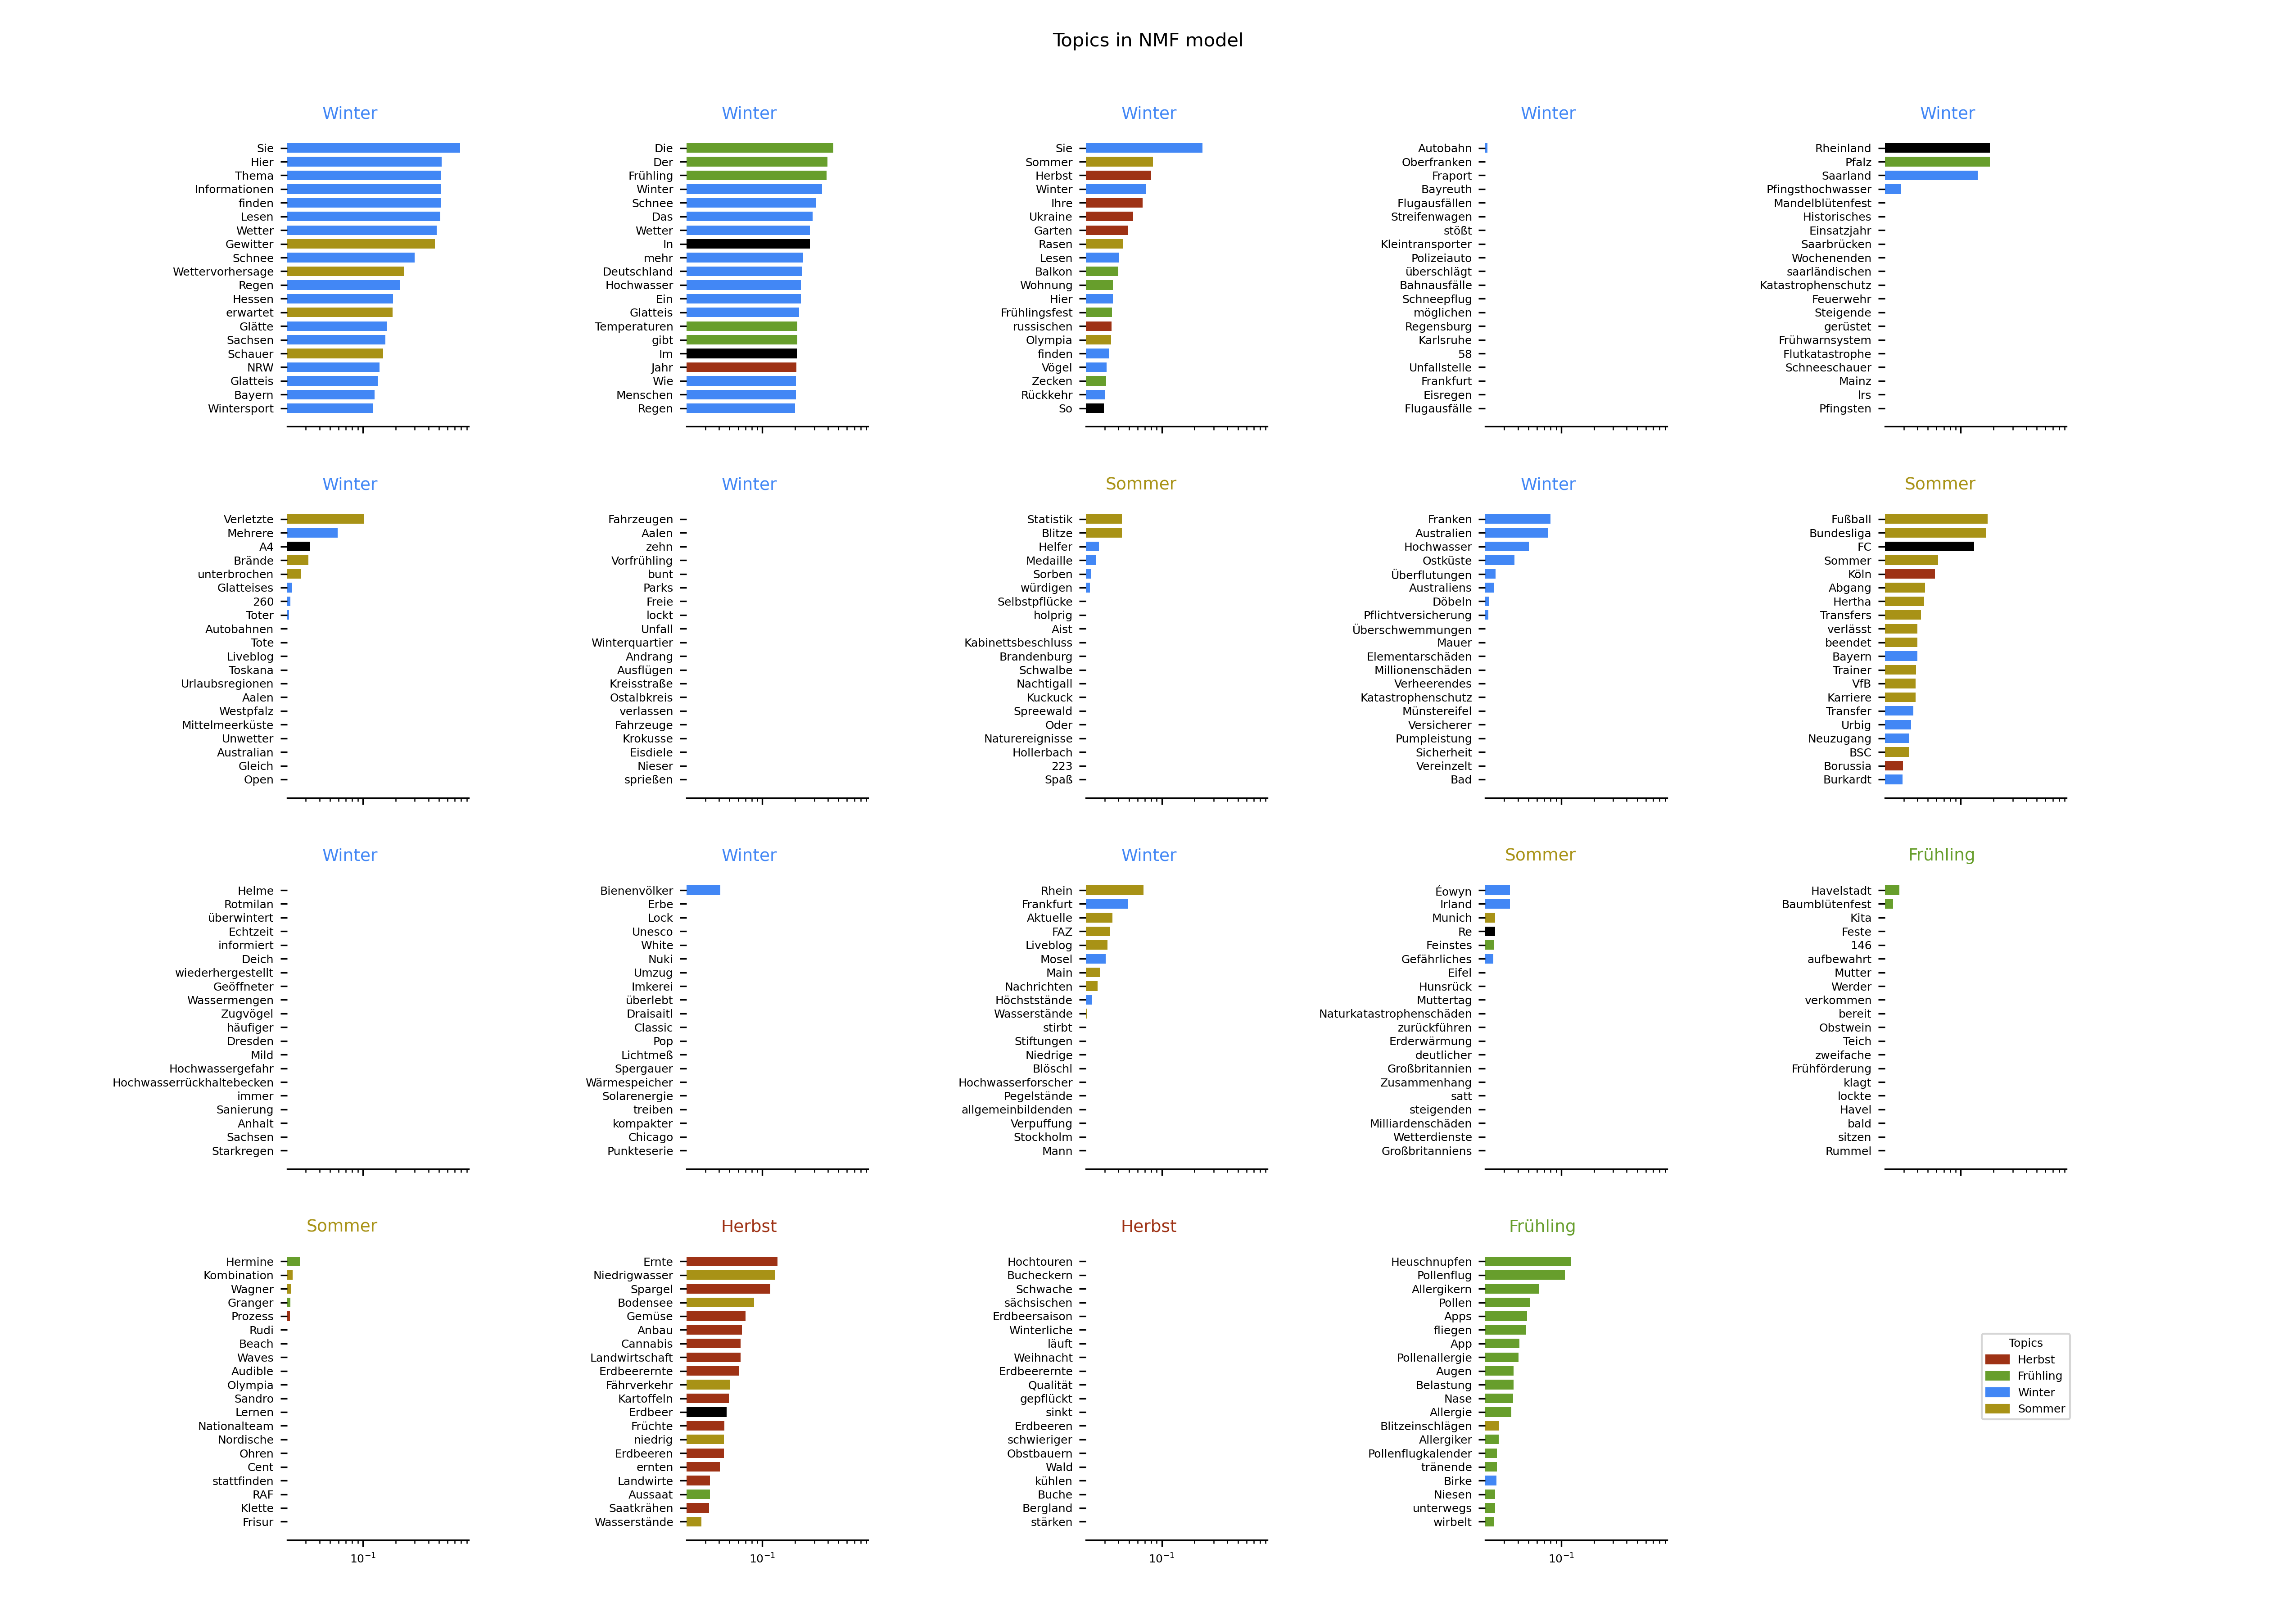 Topics in NMF model
Winter
Sie
Hier
Thema
Informationen
finden
Lesen
Wetter
Gewitter
Schnee
Wettervorhersage
Regen
Hessen
erwartet
Glätte
Sachsen
Schauer
NRW
Glatteis
Bayern
Wintersport
Winter
Die
Der
Frühling
Winter
Schnee
Das
Wetter
In
mehr
Deutschland
Hochwasser
Ein
Glatteis
Temperaturen
gibt
Im
Jahr
Wie
Menschen
Regen
Winter
Sie
Sommer
Herbst
Winter
Ihre
Ukraine
Garten
Rasen
Lesen
Balkon
Wohnung
Hier
Frühlingsfest
russischen
Olympia
finden
Vögel
Zecken
Rückkehr
So
Winter
Autobahn
Oberfranken
Fraport
Bayreuth
Flugausfällen
Streifenwagen
stößt
Kleintransporter
Polizeiauto
überschlägt
Bahnausfälle
Schneepflug
möglichen
Regensburg
Karlsruhe
58
Unfallstelle
Frankfurt
Eisregen
Flugausfälle
Winter
Rheinland
Pfalz
Saarland
Pfingsthochwasser
Mandelblütenfest
Historisches
Einsatzjahr
Saarbrücken
Wochenenden
saarländischen
Katastrophenschutz
Feuerwehr
Steigende
gerüstet
Frühwarnsystem
Flutkatastrophe
Schneeschauer
Mainz
Irs
Pfingsten
Winter
Verletzte
Mehrere
A4
Brände
unterbrochen
Glatteises
260
Toter
Autobahnen
Tote
Liveblog
Toskana
Urlaubsregionen
Aalen
Westpfalz
Mittelmeerküste
Unwetter
Australian
Gleich
Open
Winter
Fahrzeugen
Aalen
zehn
Vorfrühling
bunt
Parks
Freie
lockt
Unfall
Winterquartier
Andrang
Ausflügen
Kreisstraße
Ostalbkreis
verlassen
Fahrzeuge
Krokusse
Eisdiele
Nieser
sprießen
Sommer
Statistik
Blitze
Helfer
Medaille
Sorben
würdigen
Selbstpflücke
holprig
Aist
Kabinettsbeschluss
Brandenburg
Schwalbe
Nachtigall
Kuckuck
Spreewald
Oder
Naturereignisse
Hollerbach
223
Spaß
Winter
Franken
Australien
Hochwasser
Ostküste
Überflutungen
Australiens
Döbeln
Pflichtversicherung
Überschwemmungen
Mauer
Elementarschäden
Millionenschäden
Verheerendes
Katastrophenschutz
Münstereifel
Versicherer
Pumpleistung
Sicherheit
Vereinzelt
Bad
Sommer
Fußball
Bundesliga
FC
Sommer
Köln
Abgang
Hertha
Transfers
verlässt
beendet
Bayern
Trainer
VfB
Karriere
Transfer
Urbig
Neuzugang
BSC
Borussia
Burkardt
Winter
Helme
Rotmilan
überwintert
Echtzeit
informiert
Deich
wiederhergestellt
Geöffneter
Wassermengen
Zugvögel
häufiger
Dresden
Mild
Hochwassergefahr
Hochwasserrückhaltebecken
immer
Sanierung
Anhalt
Sachsen
Starkregen
Winter
Bienenvölker
Erbe
Lock
Unesco
White
Nuki
Umzug
Imkerei
überlebt
Draisaitl
Classic
Pop
Lichtmeß
Spergauer
Wärmespeicher
Solarenergie
treiben
kompakter
Chicago
Punkteserie
Winter
Rhein
Frankfurt
Aktuelle
FAZ
Liveblog
Mosel
Main
Nachrichten
Höchststände
Wasserstände
stirbt
Stiftungen
Niedrige
Blöschl
Hochwasserforscher
Pegelstände
allgemeinbildenden
Verpuffung
Stockholm
Mann
Sommer
Éowyn
Irland
Munich
Re
Feinstes
Gefährliches
Eifel
Hunsrück
Muttertag
Naturkatastrophenschäden
zurückführen
Erderwärmung
deutlicher
Großbritannien
Zusammenhang
satt
steigenden
Milliardenschäden
Wetterdienste
Großbritanniens
Frühling
Havelstadt
Baumblütenfest
Kita
Feste
146
aufbewahrt
Mutter
Werder
verkommen
bereit
Obstwein
Teich
zweifache
Frühförderung
klagt
lockte
Havel
bald
sitzen
Rummel
Sommer
Hermine
Kombination
Wagner
Granger
Prozess
Rudi
Beach
Waves
Audible
Olympia
Sandro
Lernen
Nationalteam
Nordische
Ohren
Cent
stattfinden
RAF
Klette
Frisur
10⁻¹
Herbst
Ernte
Niedrigwasser
Spargel
Bodensee
Gemüse
Anbau
Cannabis
Landwirtschaft
Erdbeerernte
Fährverkehr
Kartoffeln
Erdbeer
Früchte
niedrig
Erdbeeren
ernten
Landwirte
Aussaat
Saatkrähen
Wasserstände
10⁻¹
Herbst
Hochtouren
Bucheckern
Schwache
sächsischen
Erdbeersaison
Winterliche
läuft
Weihnacht
Erdbeerernte
Qualität
gepflückt
sinkt
Erdbeeren
schwieriger
Obstbauern
Wald
kühlen
Buche
Bergland
stärken
10⁻¹
Frühling
Heuschnupfen
Pollenflug
Allergikern
Pollen
Apps
fliegen
App
Pollenallergie
Augen
Belastung
Nase
Allergie
Blitzeinschlägen
Allergiker
Pollenflugkalender
tränende
Birke
Niesen
unterwegs
wirbelt
10⁻¹
Topics
Herbst
Frühling
Winter
Sommer